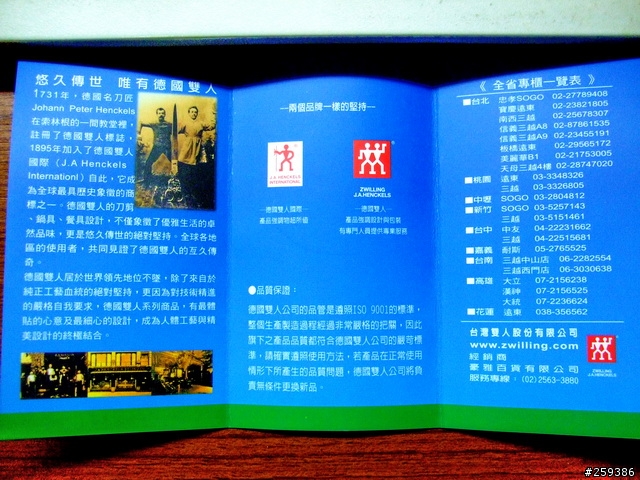 悠久傳世 唯有德國雙人
1731年，德國名刀匠
Johann Peter Henckels
在索林根的一間教堂裡，
註冊了德國雙人標誌，
1895年加入了德國雙人
國際（J.A Henckels
Internationl）自此，它成
為全球最具歷史象徵的商
標之一。德國雙人的刀剪
、鍋具、餐具設計，不僅象徵了優雅生活的卓
然品味，更是悠久傳世的絕對堅持。全球各地
區的使用者，共同見證了德國雙人的亙久傳
奇。
德國雙人居於世界領先地位不墜，除了來自於
純正工藝血統的絕對堅持，更因為對技術精進
的嚴格自我要求，德國雙人系列商品，有最體
貼的心意及最細心的設計，成為人體工藝與精
美設計的終極結合。
—兩個品牌一樣的堅持—
J.A. HENCKELS
INTERNATIONAL
—德國雙人國際—
產品強調物超所值
ZWILLING
J.A.HENCKELS
—德國雙人—
產品強調設計與包裝
有專門人員提供專業服務
●品質保證：
德國雙人公司的品管是遵照ISO 9001的標準，
整個生產製造過程經過非常嚴格的把關，因此
旗下之產品品質都符合德國雙人公司的嚴苛標
準，請確實遵照使用方法，若產品在正常使用
情形下所產生的品質問題，德國雙人公司將負
責無條件更換新品。
《 全省專櫃一覽表 》
■台北 忠孝SOGO 02-27789408
寶慶遠東 02-23821805
南西三越 02-25678307
信義三越A8 02-87861535
信義三越A9 02-23455191
板橋遠東 02-29565172
美麗華B1 02-21753005
天母三越4樓 02-28747020
■桃園 遠東 03-3348326
三越 03-3326805
■中壢 SOGO 03-2804812
■新竹 SOGO 03-5257143
三越 03-5151461
■台中 中友 04-22231662
三越 04-22515681
■嘉義 耐斯 05-2765525
■台南 三越中山店 06-2282554
三越西門店 06-3030638
■高雄 大立 07-2156238
漢神 07-2156525
大統 07-2236624
■花蓮 遠東 038-356562
台灣雙人股份有限公司
www.zwilling.com
經銷商
豪雅百貨有限公司
服務專線：(02)2563-3880
ZWILLING
J.A.HENCKELS
#259386